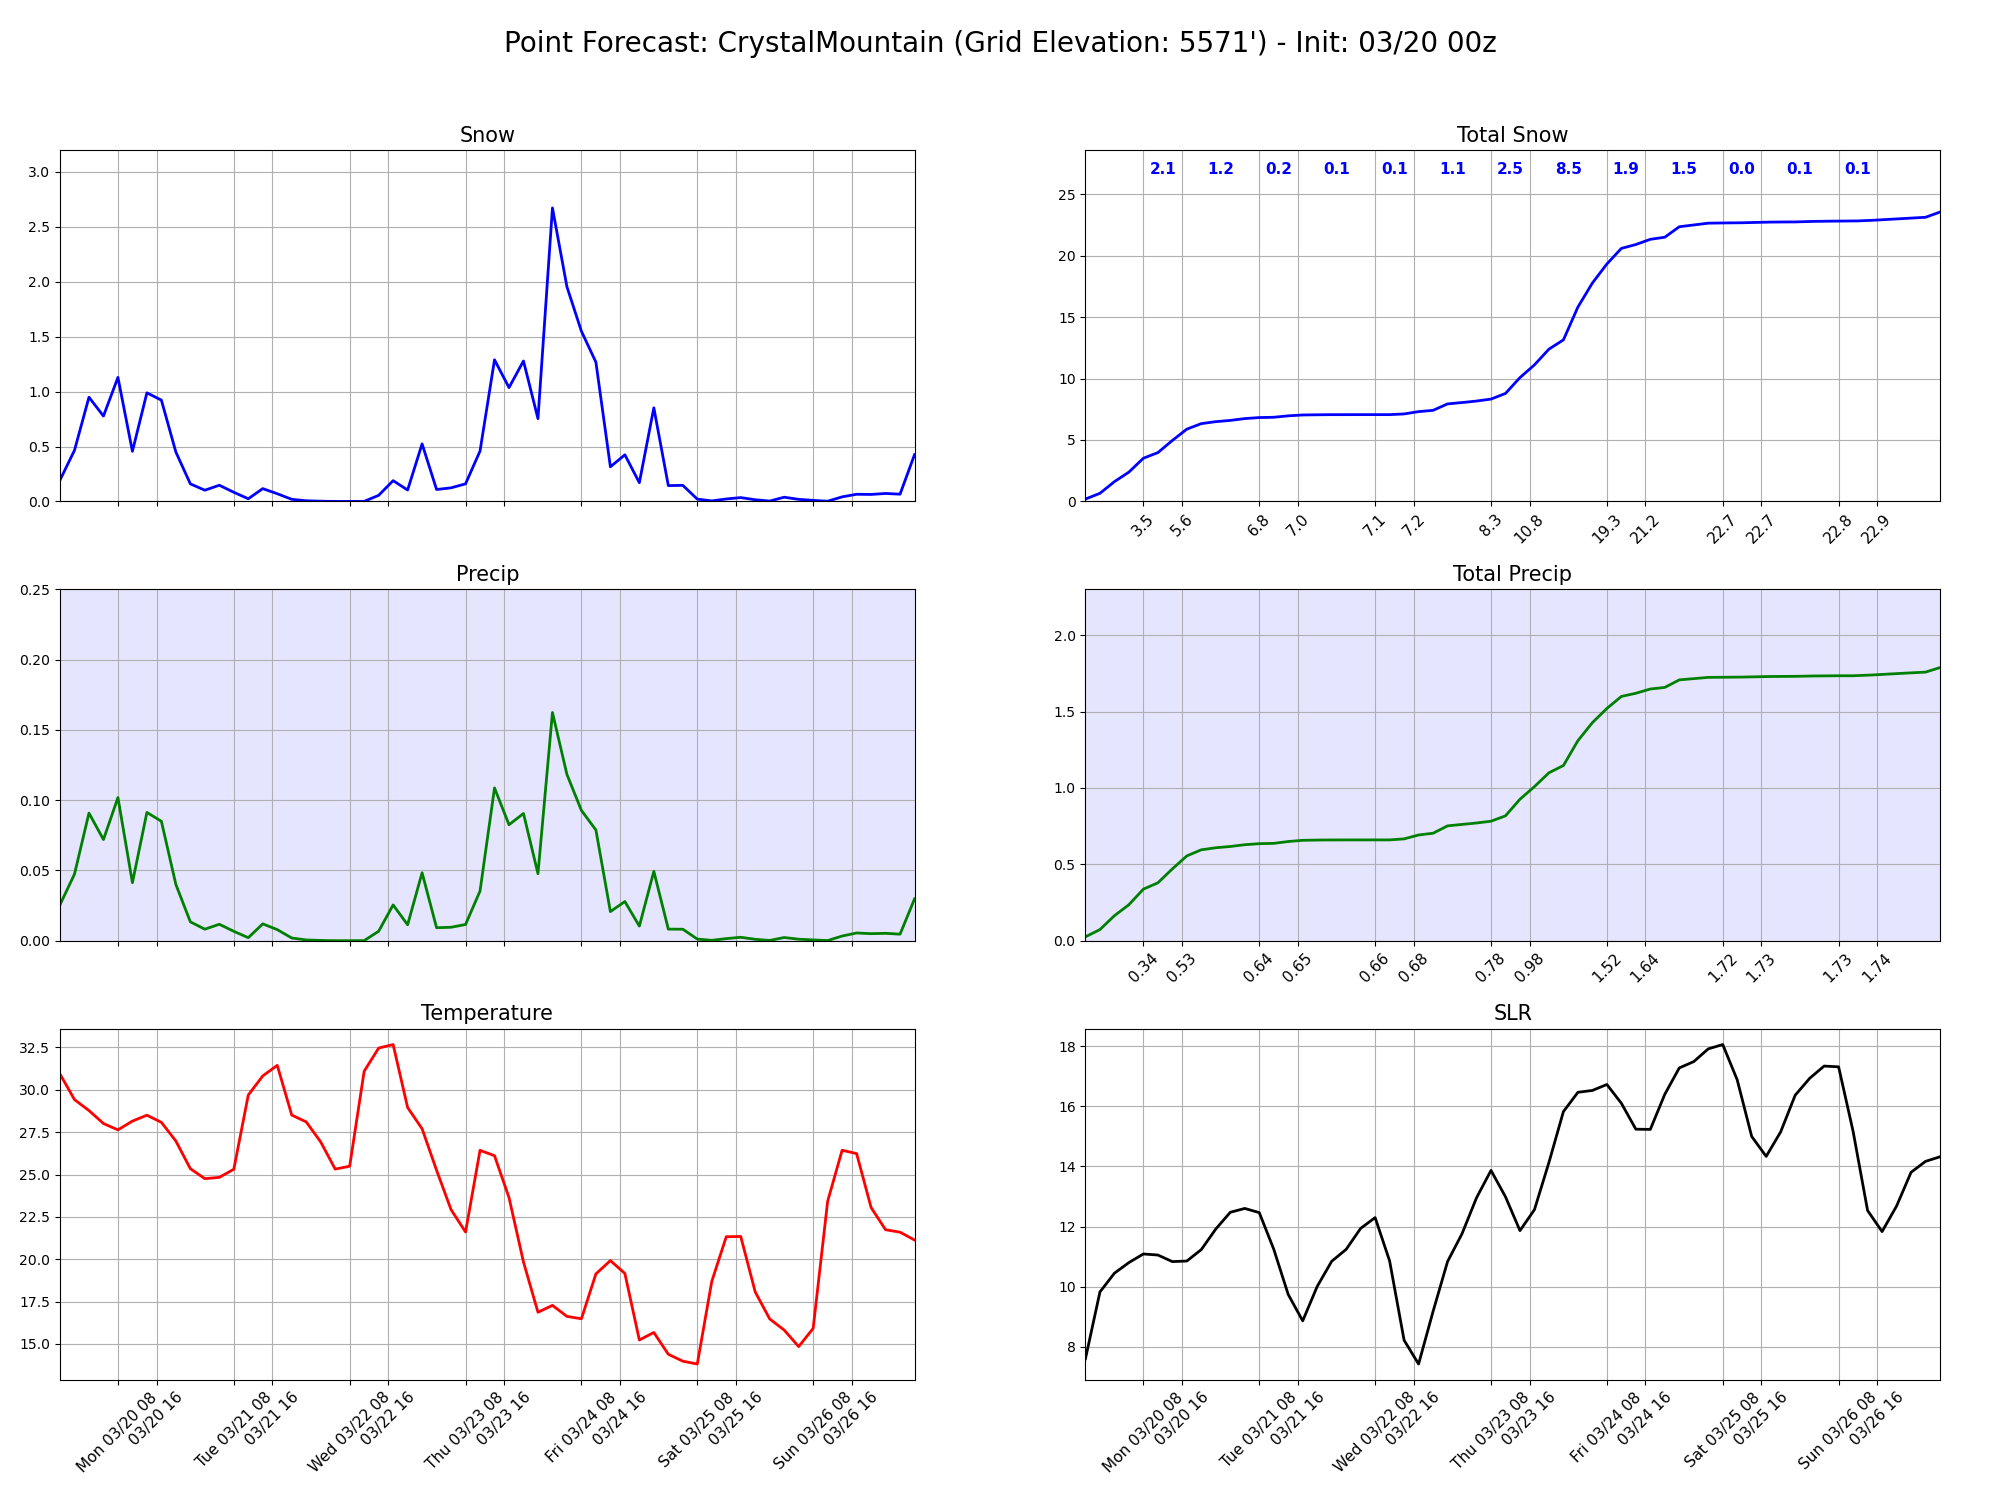 Point Forecast: CrystalMountain (Grid Elevation: 5571') - Init: 03/20 00z
Snow
3.0
2.5
2.0
1.5
1.0
0.5
0.0
Total Snow
2.1 1.2 0.2 0.1 0.1 1.1 2.5 8.5 1.9 1.5 0.0 0.1 0.1
25
20
15
10
5
0
3.5 5.6 6.8 7.0 7.1 7.2 8.3 10.8 19.3 21.2 22.7 22.7 22.8 22.9
Precip
0.25
0.20
0.15
0.10
0.05
0.00
Total Precip
2.0
1.5
1.0
0.5
0.0
0.34 0.53 0.64 0.65 0.66 0.68 0.78 0.98 1.52 1.64 1.72 1.73 1.73 1.74
Temperature
32.5
30.0
27.5
25.0
22.5
20.0
17.5
15.0
Mon 03/20 08
03/20 16
Tue 03/21 08
03/21 16
Wed 03/22 08
03/22 16
Thu 03/23 08
03/23 16
Fri 03/24 08
03/24 16
Sat 03/25 08
03/25 16
Sun 03/26 08
03/26 16
SLR
18
16
14
12
10
8
Mon 03/20 08
03/20 16
Tue 03/21 08
03/21 16
Wed 03/22 08
03/22 16
Thu 03/23 08
03/23 16
Fri 03/24 08
03/24 16
Sat 03/25 08
03/25 16
Sun 03/26 08
03/26 16